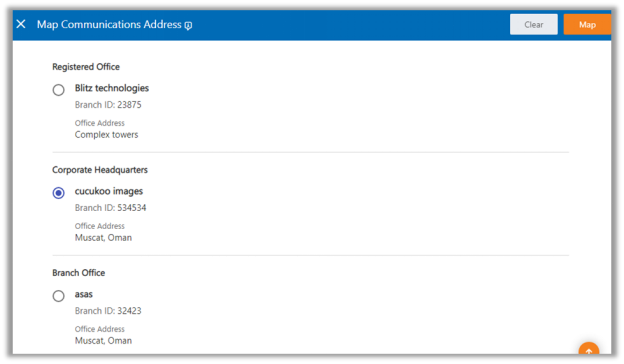 Map Communications Address
Clear
Map
Registered Office
Blitz technologies
Branch ID: 23875
Office Address
Complex towers
Corporate Headquarters
cucukoo images
Branch ID: 534534
Office Address
Muscat, Oman
Branch Office
asas
Branch ID: 32423
Office Address
Muscat, Oman